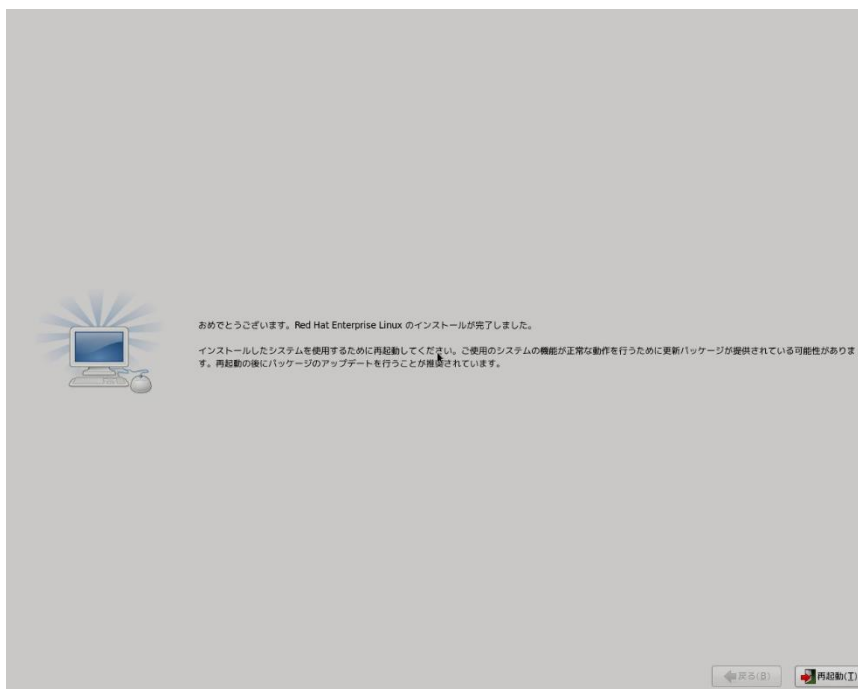 おめでとうございます。Red Hat Enterprise Linux のインストールが完了しました。
インストールしたシステムを使用するために再起動してください。ご使用のシステムの機能が正常な動作を行うために更新パッケージが提供されている可能性がありま
す。再起動の後にパッケージのアップデートを行うことが推奨されています。
戻る(B)
再起動(T)